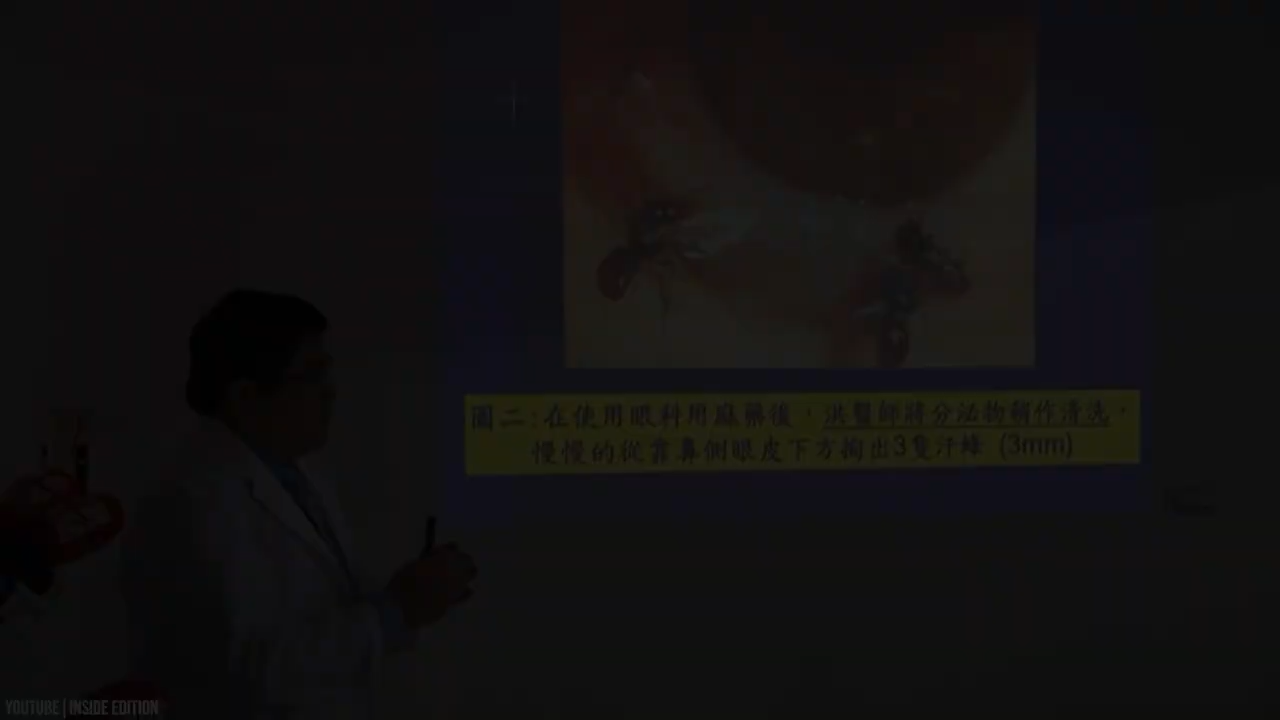 圖二:在使用眼科用麻藥後,洪醫師將分泌物稍作清洗,
慢慢的從靠鼻側眼皮下方掏出3隻汗蜂 (3mm)
YOUTUBE | INSIDE EDITION